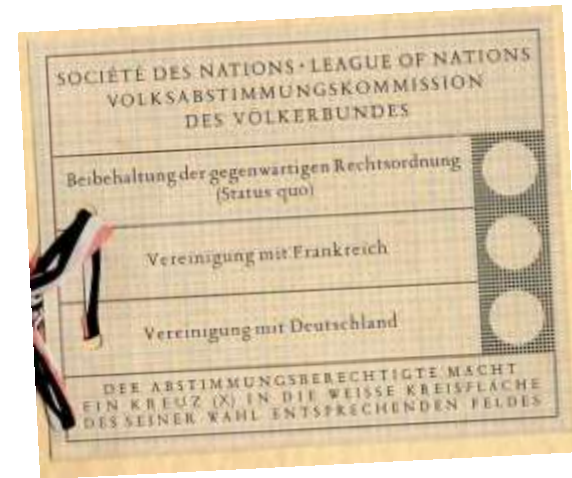 SOCIÉTÉ DES NATIONS · LEAGUE OF NATIONS
VOLKSABSTIMMUNGSKOMMISSION
DES VÖLKERBUNDES
Beibehaltung der gegenwärtigen Rechtsordnung
(Status quo)
Vereinigung mit Frankreich
Vereinigung mit Deutschland
DER ABSTIMMUNGSBERECHTIGTE MACHT
EIN KREUZ (X) IN DIE WEISSE KREISFLÄCHE
DES SEINER WAHL ENTSPRECHENDEN FELDES